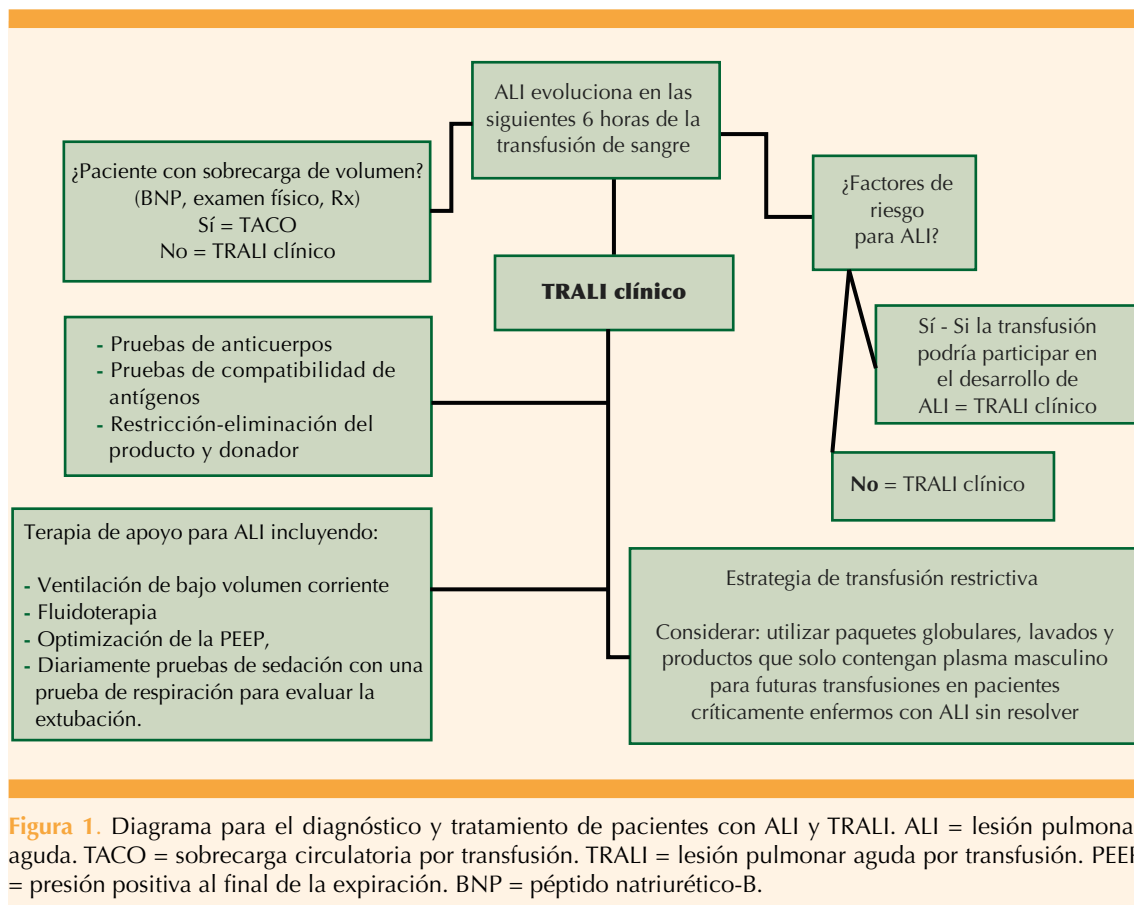 ALI evoluciona en las
siguientes 6 horas de la
transfusión de sangre
¿Paciente con sobrecarga de volumen?
(BNP, examen físico, Rx)
Sí = TACO
No = TRALI clínico
¿Factores de
riesgo
para ALI?
TRALI clínico
Sí - Si la transfusión
podría participar en
el desarrollo de
ALI = TRALI clínico
- Pruebas de anticuerpos
- Pruebas de compatibilidad de
antígenos
- Restricción-eliminación del
producto y donador
No = TRALI clínico
Terapia de apoyo para ALI incluyendo:
- Ventilación de bajo volumen corriente
- Fluidoterapia
- Optimización de la PEEP,
- Diariamente pruebas de sedación con una
prueba de respiración para evaluar la
extubación.
Estrategia de transfusión restrictiva
Considerar: utilizar paquetes globulares, lavados y
productos que solo contengan plasma masculino
para futuras transfusiones en pacientes
críticamente enfermos con ALI sin resolver
Figura 1. Diagrama para el diagnóstico y tratamiento de pacientes con ALI y TRALI. ALI = lesión pulmona
aguda. TACO = sobrecarga circulatoria por transfusión. TRALI = lesión pulmonar aguda por transfusión. PEEP
= presión positiva al final de la expiración. BNP = péptido natriurético-B.